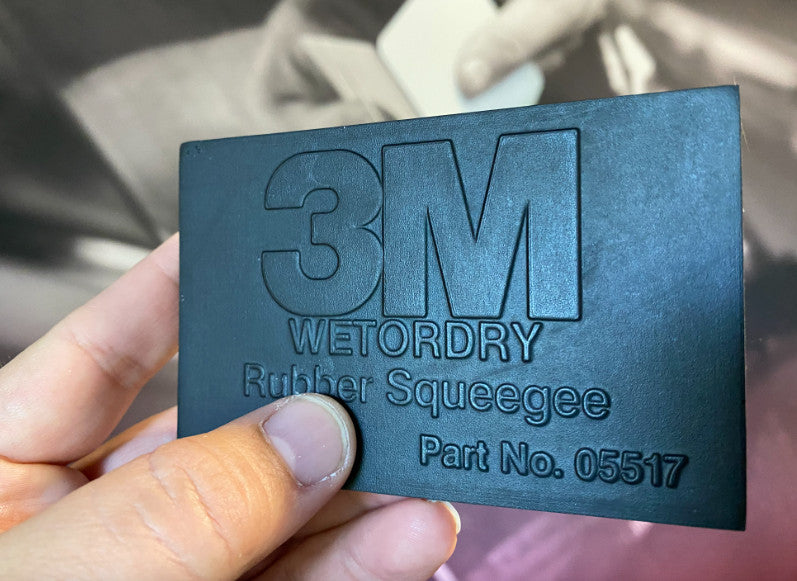 3M
WETORDRY
Rubber Squeegee
Part No. 05517